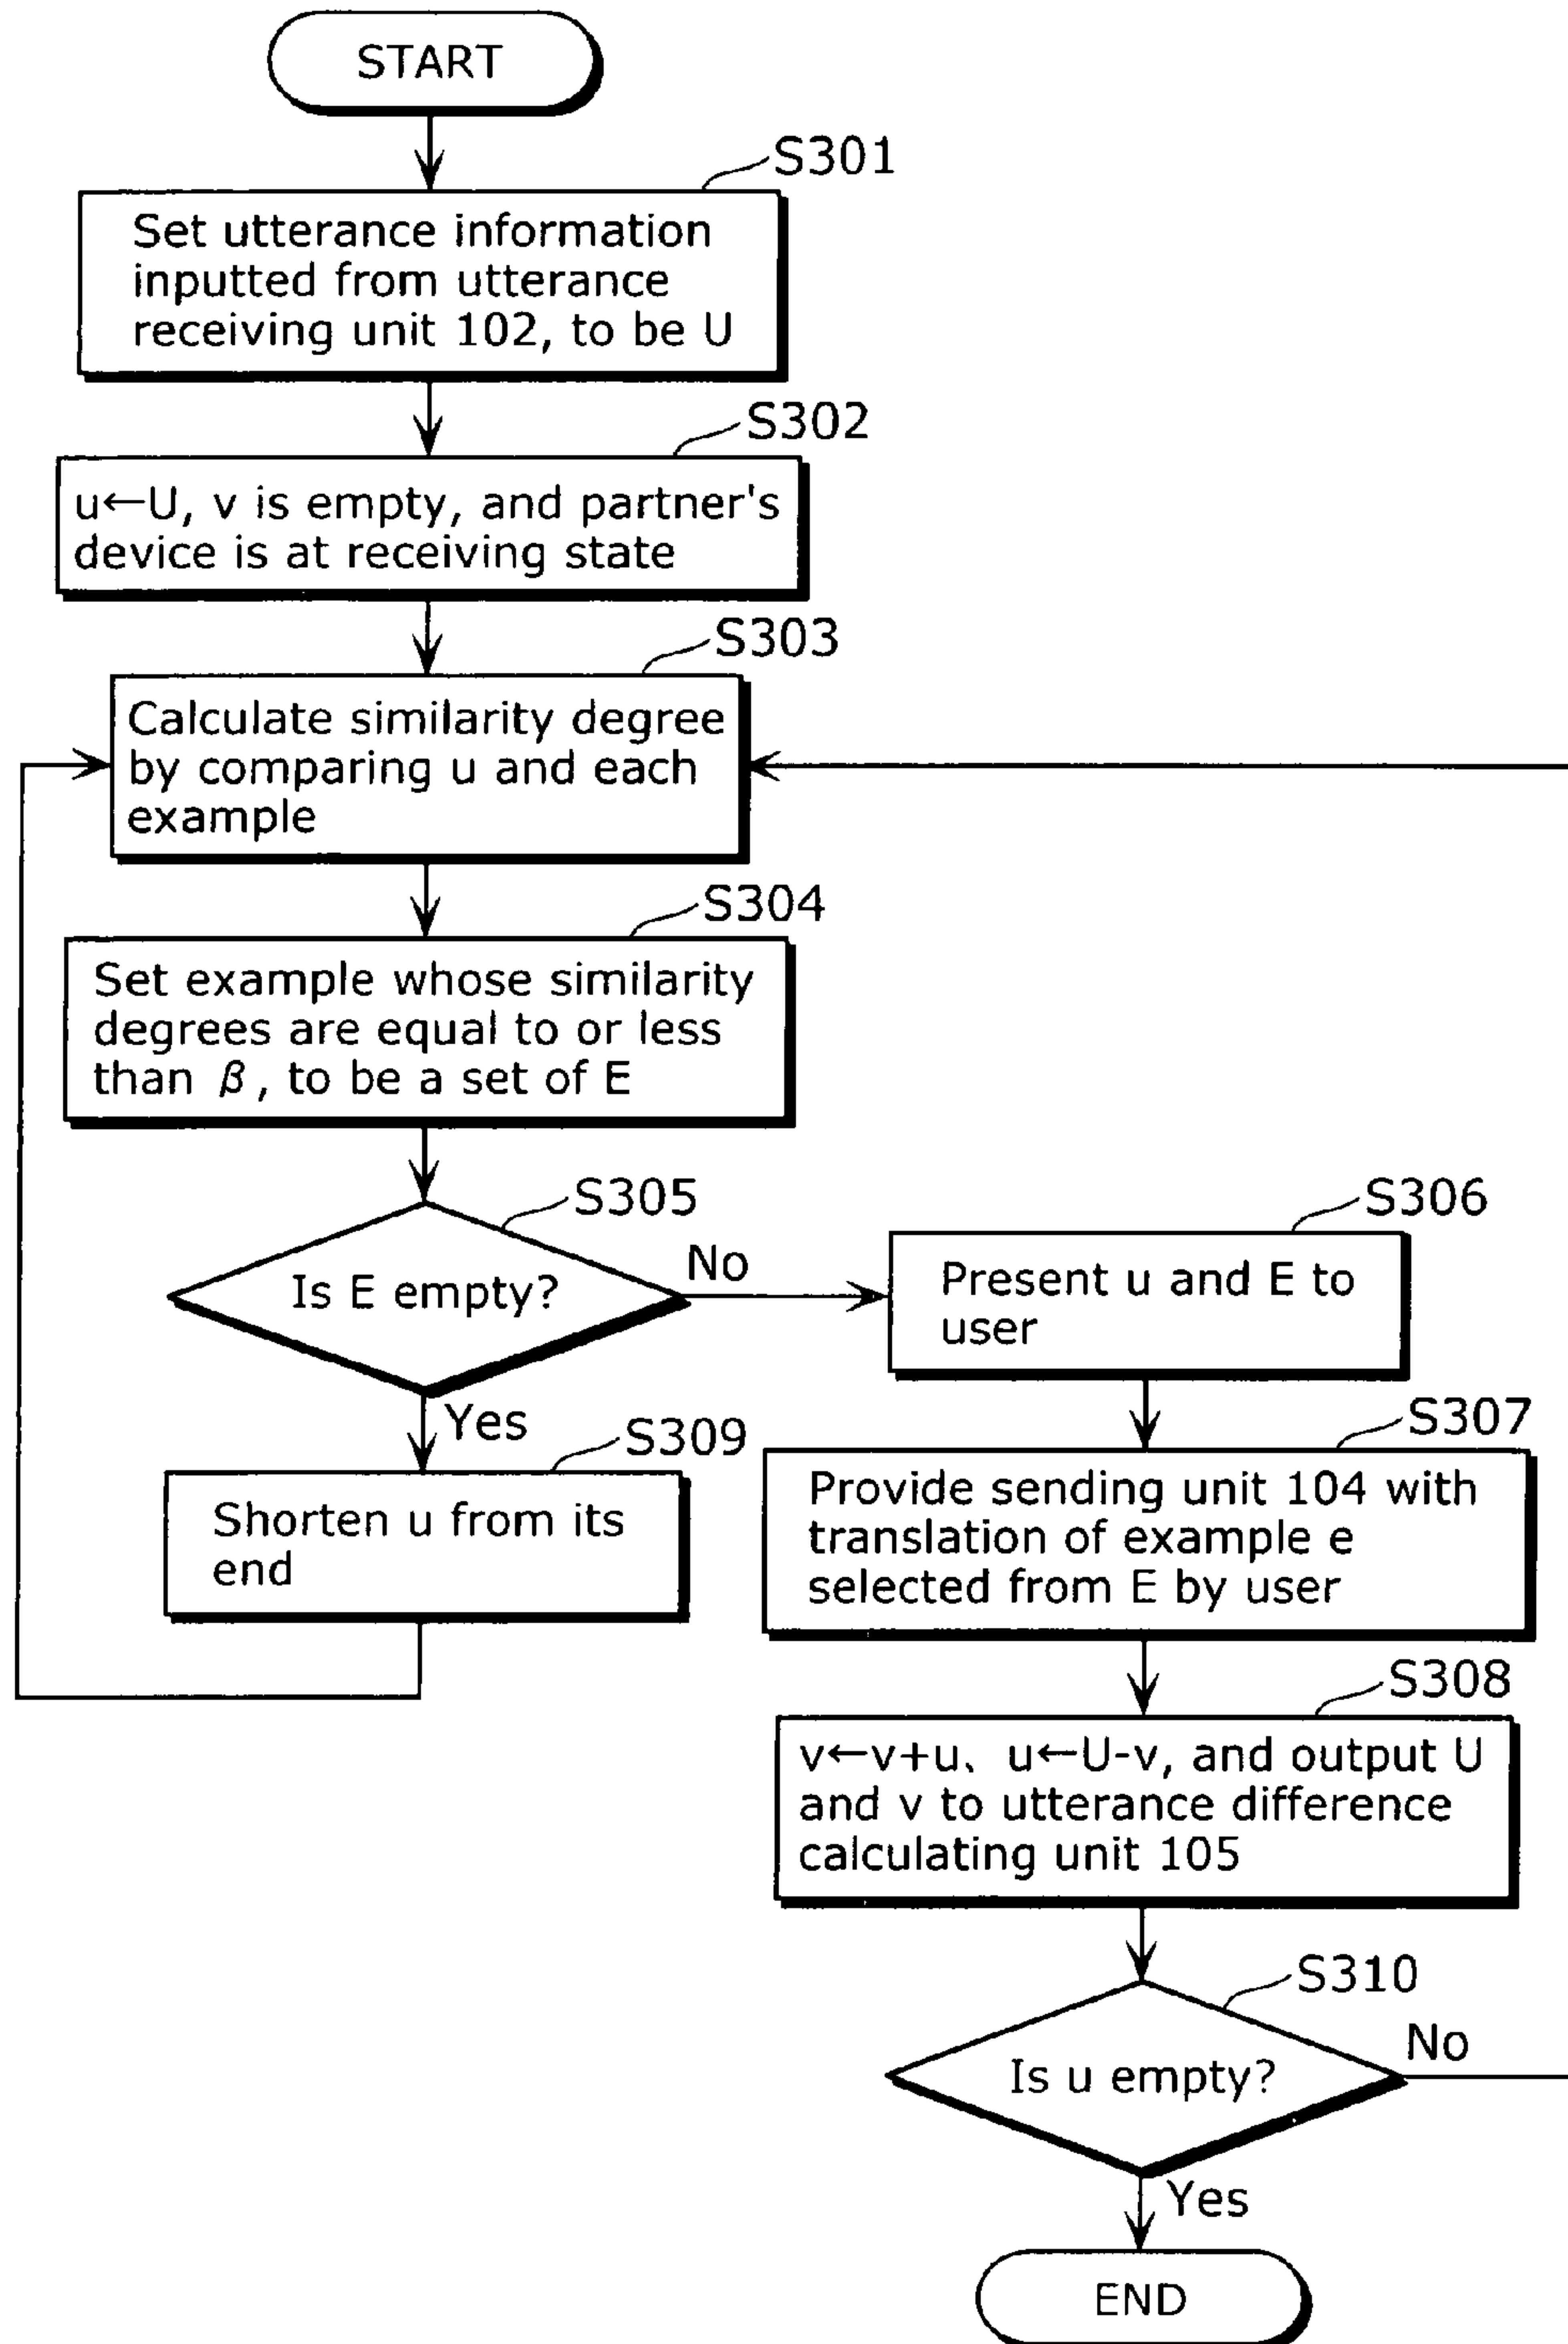 START
S301
Set utterance information
inputted from utterance
receiving unit 102, to be U
S302
u←U, v is empty, and partner's
device is at receiving state
S303
Calculate similarity degree
by comparing u and each
example
S304
Set example whose similarity
degrees are equal to or less
than β, to be a set of E
S305
Is E empty?
No
Yes
S306
Present u and E to
user
S309
Shorten u from its
end
S307
Provide sending unit 104 with
translation of example e
selected from E by user
S308
v←v+u、 u←U-v, and output U
and v to utterance difference
calculating unit 105
S310
Is u empty?
No
Yes
END